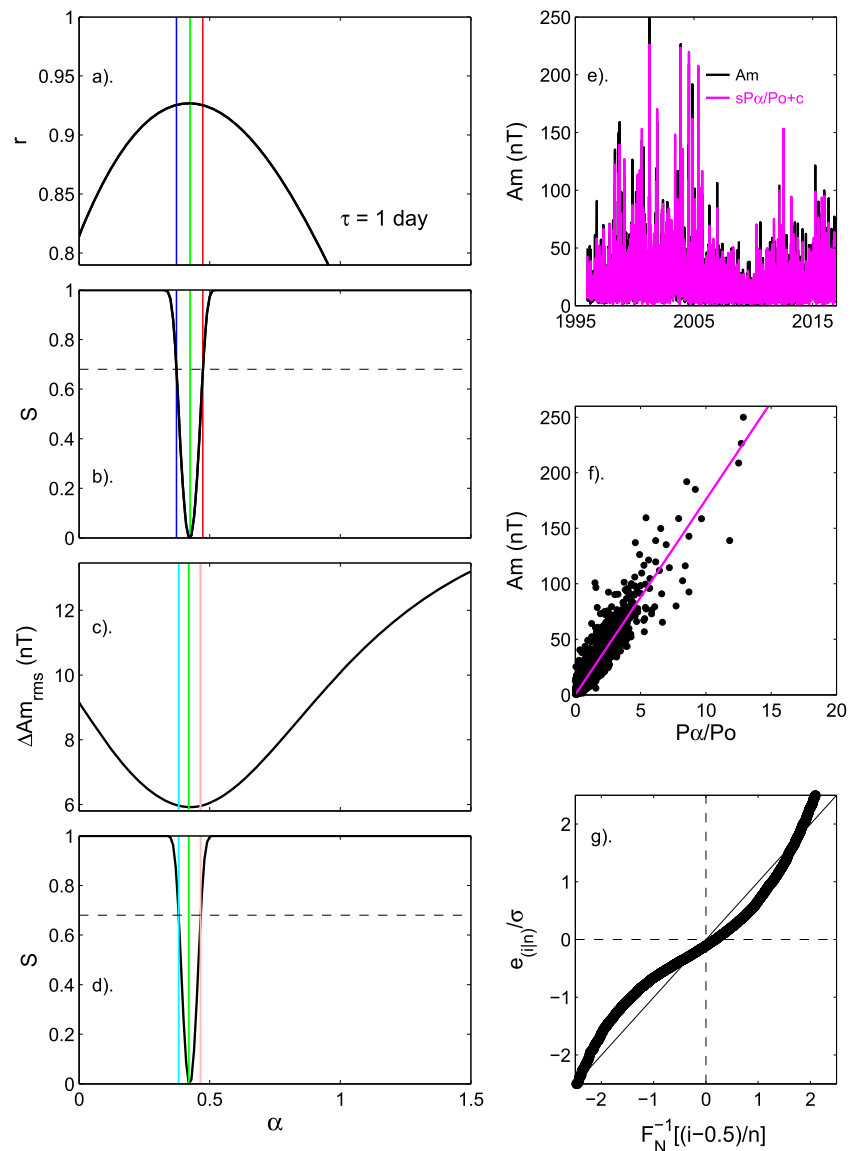 1
0.95
0.9
0.85
0.8
r
a).
τ = 1 day
1
0.8
0.6
0.4
0.2
0
S
b).
12
10
8
6
ΔAm_rms (nT)
c).
1
0.8
0.6
0.4
0.2
0
S
d).
0 0.5 1 1.5
α
e).
Am
sPα/Po+c
250
200
150
100
50
0
Am (nT)
1995 2005 2015
f).
250
200
150
100
50
0
Am (nT)
0 5 10 15 20
Pα/Po
g).
2
1
0
−1
−2
e_(i|n)/σ
−2 −1 0 1 2
F_N^−1[(i−0.5)/n]